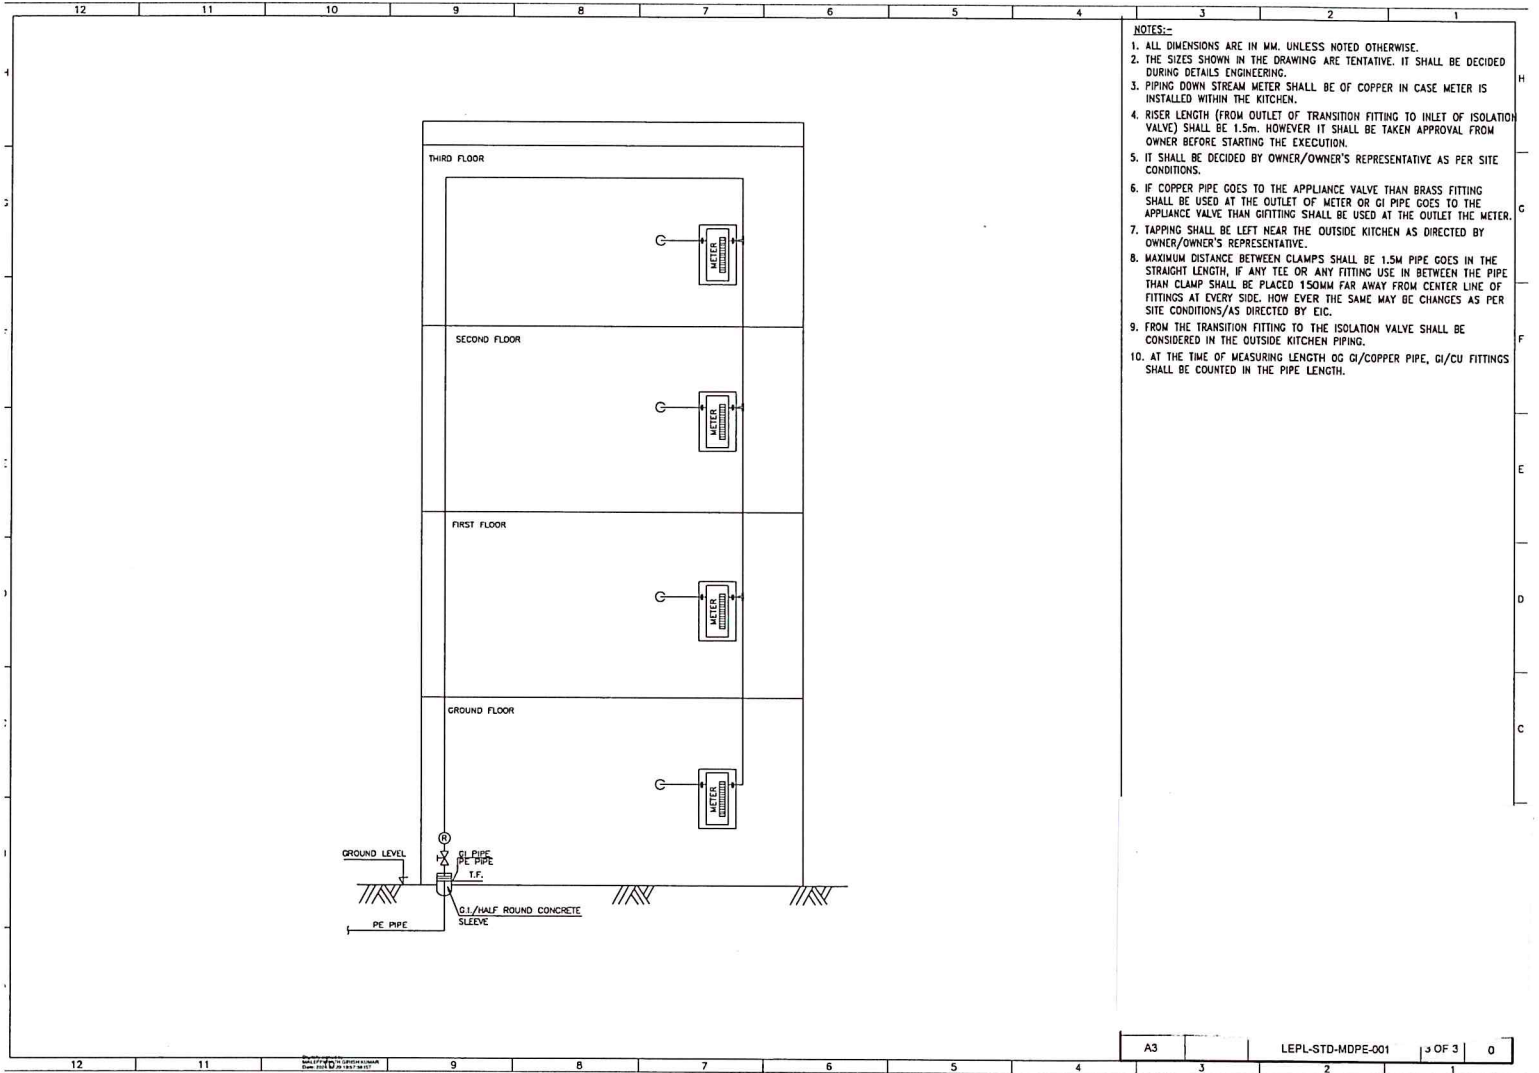 12 11 10 9 8 7 6 5 4 3 2 1
NOTES:-
1. ALL DIMENSIONS ARE IN MM. UNLESS NOTED OTHERWISE.
2. THE SIZES SHOWN IN THE DRAWING ARE TENTATIVE. IT SHALL BE DECIDED
DURING DETAILS ENGINEERING.
3. PIPING DOWN STREAM METER SHALL BE OF COPPER IN CASE METER IS
INSTALLED WITHIN THE KITCHEN.
4. RISER LENGTH (FROM OUTLET OF TRANSITION FITTING TO INLET OF ISOLATION
VALVE) SHALL BE 1.5m. HOWEVER IT SHALL BE TAKEN APPROVAL FROM
OWNER BEFORE STARTING THE EXECUTION.
5. IT SHALL BE DECIDED BY OWNER/OWNER'S REPRESENTATIVE AS PER SITE
CONDITIONS.
6. IF COPPER PIPE GOES TO THE APPLIANCE VALVE THAN BRASS FITTING
SHALL BE USED AT THE OUTLET OF METER OR GI PIPE GOES TO THE
APPLIANCE VALVE THAN GIFITTING SHALL BE USED AT THE OUTLET THE METER.
7. TAPPING SHALL BE LEFT NEAR THE OUTSIDE KITCHEN AS DIRECTED BY
OWNER/OWNER'S REPRESENTATIVE.
8. MAXIMUM DISTANCE BETWEEN CLAMPS SHALL BE 1.5M PIPE GOES IN THE
STRAIGHT LENGTH, IF ANY TEE OR ANY FITTING USE IN BETWEEN THE PIPE
THAN CLAMP SHALL BE PLACED 150MM FAR AWAY FROM CENTER LINE OF
FITTINGS AT EVERY SIDE. HOW EVER THE SAME MAY BE CHANGES AS PER
SITE CONDITIONS/AS DIRECTED BY EIC.
9. FROM THE TRANSITION FITTING TO THE ISOLATION VALVE SHALL BE
CONSIDERED IN THE OUTSIDE KITCHEN PIPING.
10. AT THE TIME OF MEASURING LENGTH OG GI/COPPER PIPE, GI/CU FITTINGS
SHALL BE COUNTED IN THE PIPE LENGTH.
H
G
F
E
D
C
THIRD FLOOR
METER
SECOND FLOOR
METER
FIRST FLOOR
METER
GROUND FLOOR
METER
R
GROUND LEVEL
GI PIPE
PE PIPE
T.F.
G.I./HALF ROUND CONCRETE
SLEEVE
PE PIPE
A3 LEPL-STD-MDPE-001 3 OF 3 0
12 11 10 9 8 7 6 5 4 3 2 1